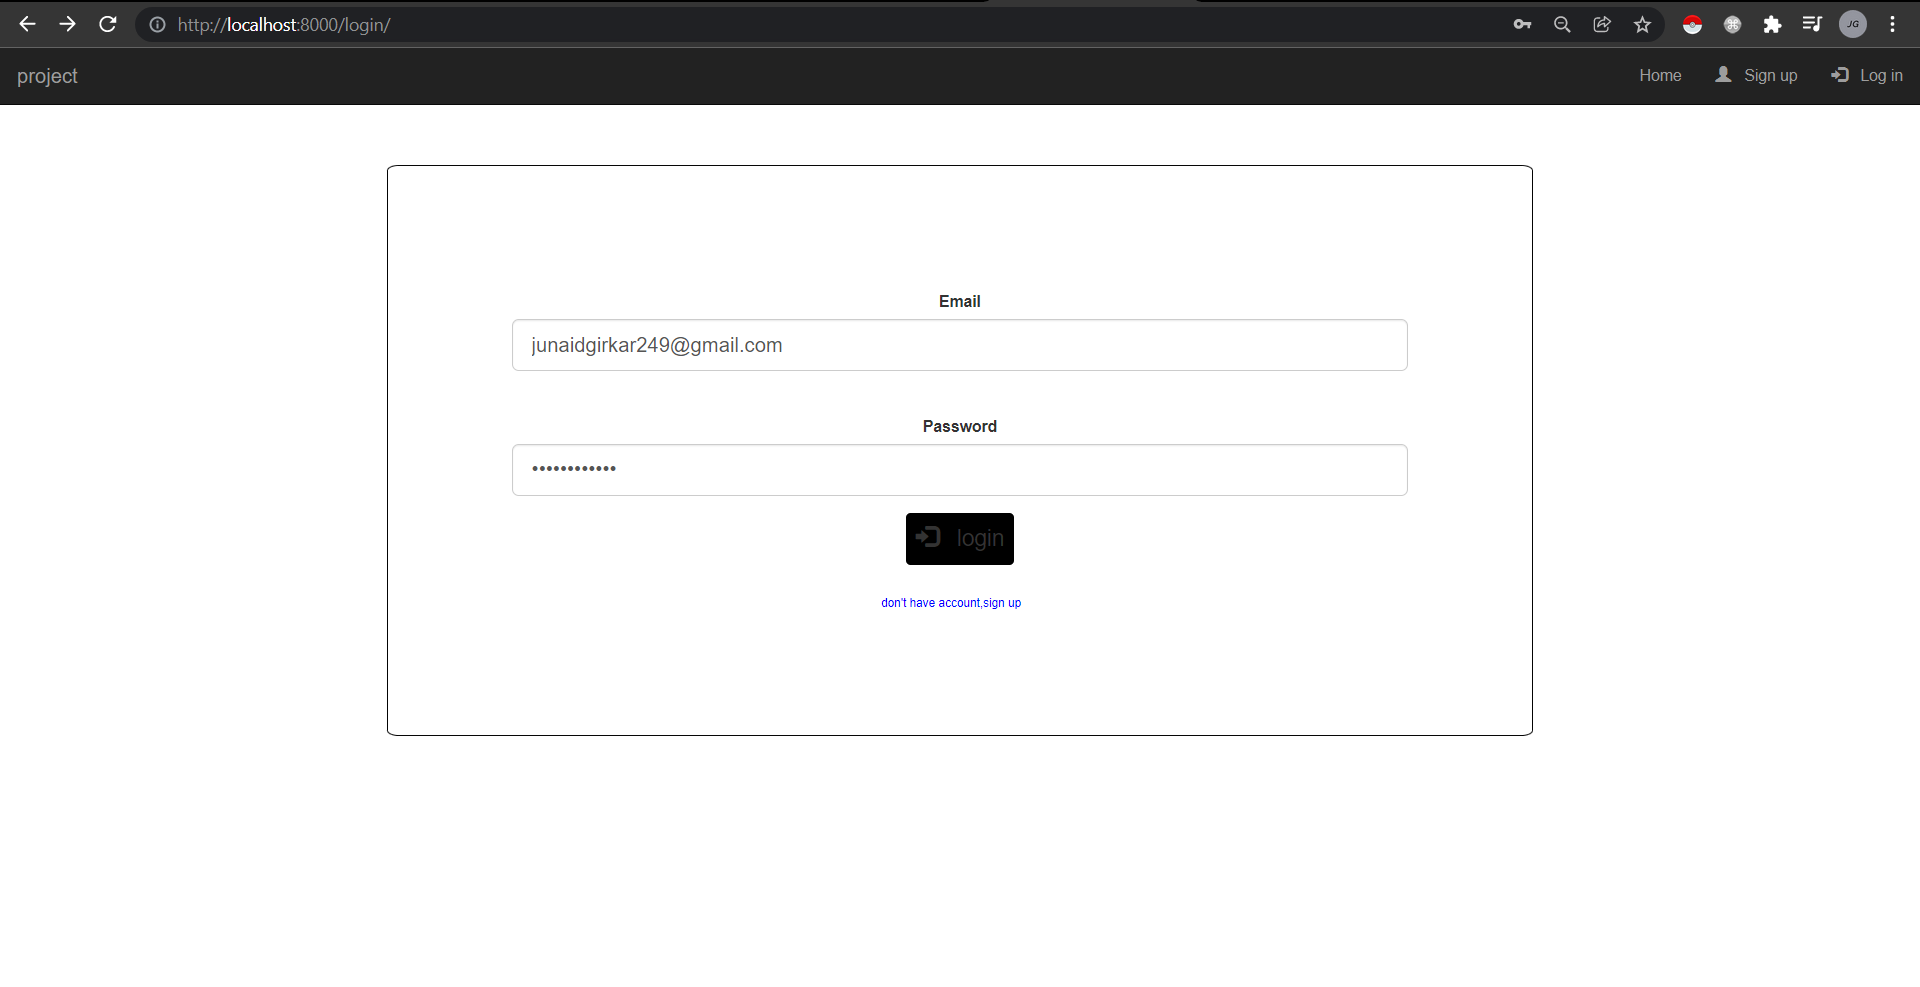 http://localhost:8000/login/
JG
project
Home
Sign up
Log in
Email
junaidgirkar249@gmail.com
Password
••••••••••••
login
don't have account,sign up